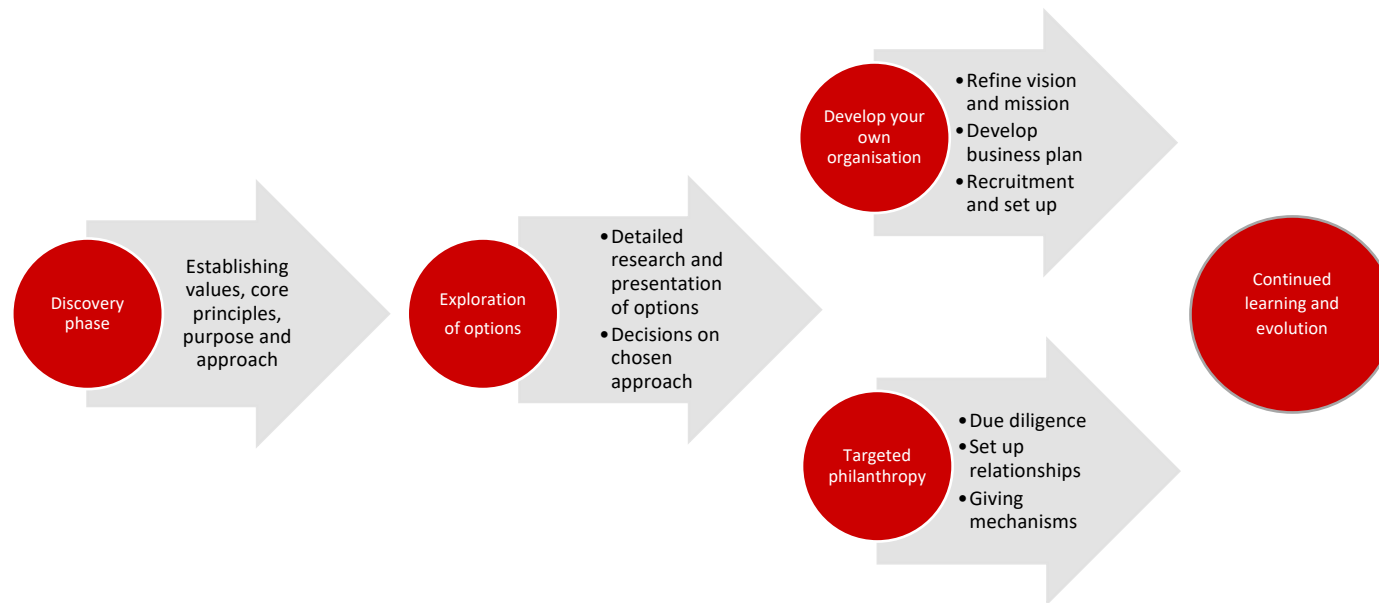 Discovery
phase
Establishing
values, core
principles,
purpose and
approach
Exploration
of options
•Detailed
research and
presentation
of options
•Decisions on
chosen
approach
Develop your
own
organisation
•Refine vision
and mission
•Develop
business plan
•Recruitment
and set up
Targeted
philanthropy
•Due diligence
•Set up
relationships
•Giving
mechanisms
Continued
learning and
evolution